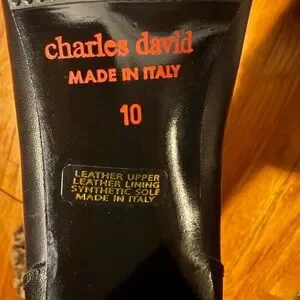 charles david
MADE IN ITALY
10
LEATHER UPPER
LEATHER LINING
SYNTHETIC SOLE
MADE IN ITALY